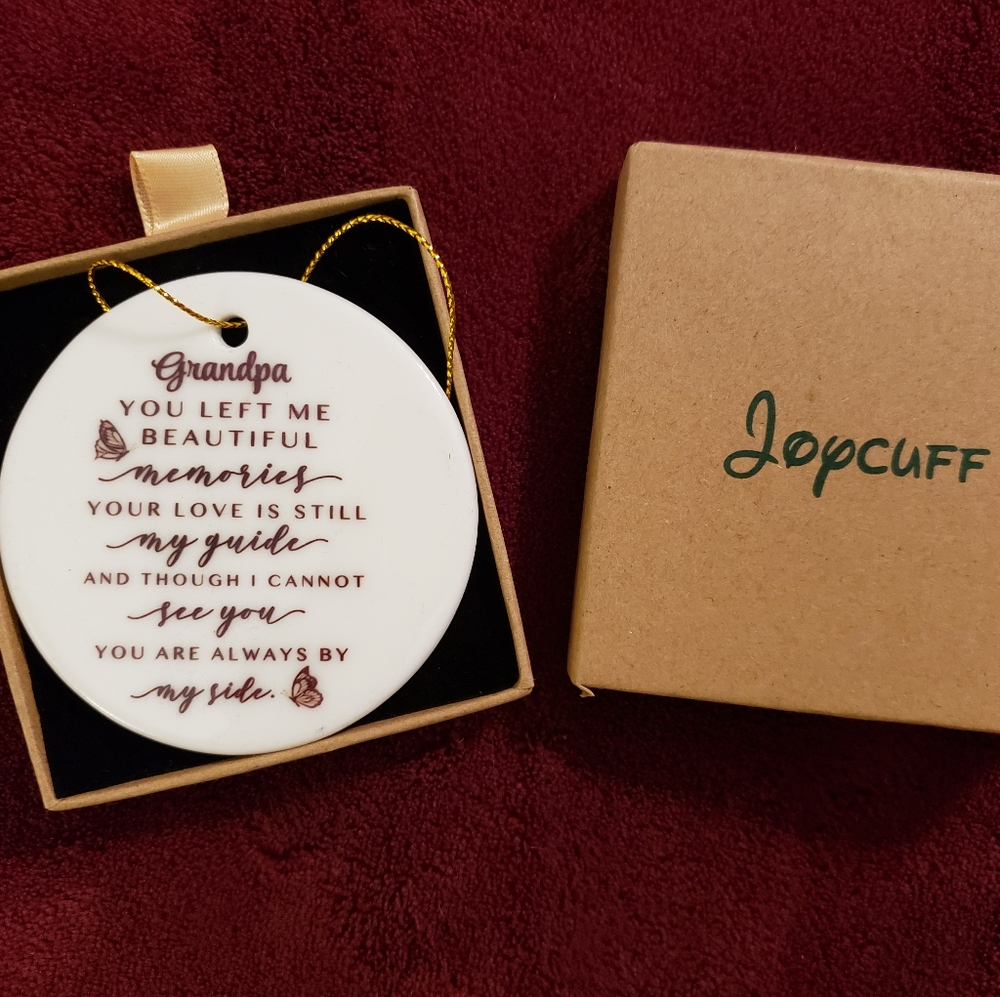 Grandpa
YOU LEFT ME
BEAUTIFUL
memories
YOUR LOVE IS STILL
my guide
AND THOUGH I CANNOT
see you
YOU ARE ALWAYS BY
my side.
Joycuff